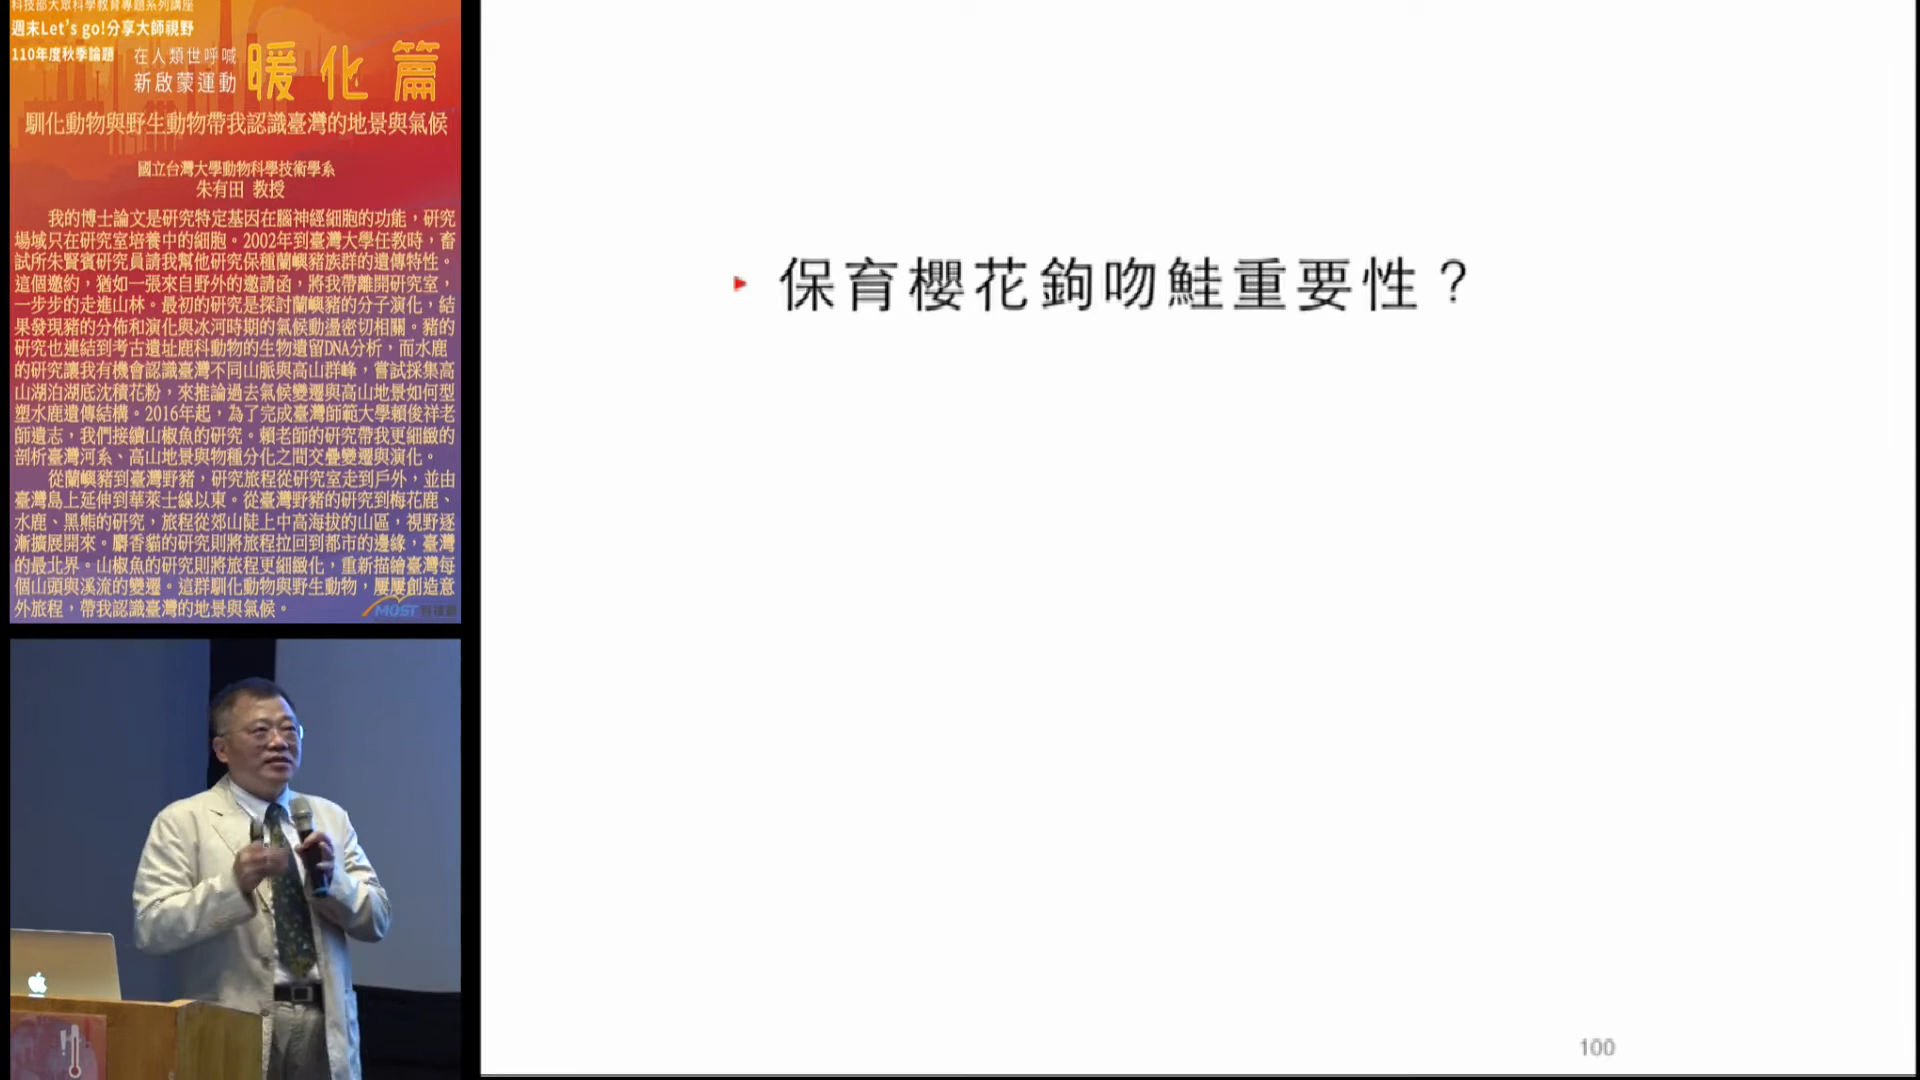 科技部大眾科學教育專題系列講座
週末Let's go!分享大師視野
110年度秋季論題
在人類世呼喊
新啟蒙運動
暖化篇
馴化動物與野生動物帶我認識臺灣的地景與氣候
國立台灣大學動物科學技術學系
朱有田 教授
我的博士論文是研究特定基因在腦神經細胞的功能，研究
場域只在研究室培養中的細胞。2002年到臺灣大學任教時，畜
試所朱賢賓研究員請我幫他研究保種蘭嶼豬族群的遺傳特性。
這個邀約，猶如一張來自野外的邀請函，將我帶離開研究室，
一步步的走進山林。最初的研究是探討蘭嶼豬的分子演化，結
果發現豬的分佈和演化與冰河時期的氣候動盪密切相關。豬的
研究也連結到考古遺址鹿科動物的生物遺留DNA分析，而水鹿
的研究讓我有機會認識臺灣不同山脈與高山群峰，嘗試採集高
山湖泊湖底沈積花粉，來推論過去氣候變遷與高山地景如何型
塑水鹿遺傳結構。2016年起，為了完成臺灣師範大學賴俊祥老
師遺志，我們接續山椒魚的研究。賴老師的研究帶我更細緻的
剖析臺灣河系、高山地景與物種分化之間交疊變遷與演化。
從蘭嶼豬到臺灣野豬，研究旅程從研究室走到戶外，並由
臺灣島上延伸到華萊士線以東。從臺灣野豬的研究到梅花鹿、
水鹿、黑熊的研究，旅程從郊山陡上中高海拔的山區，視野逐
漸擴展開來。麝香貓的研究則將旅程拉回到都市的邊緣，臺灣
的最北界。山椒魚的研究則將旅程更細緻化，重新描繪臺灣每
個山頭與溪流的變遷。這群馴化動物與野生動物，屢屢創造意
外旅程，帶我認識臺灣的地景與氣候。
MOST
保育櫻花鉤吻鮭重要性？
100